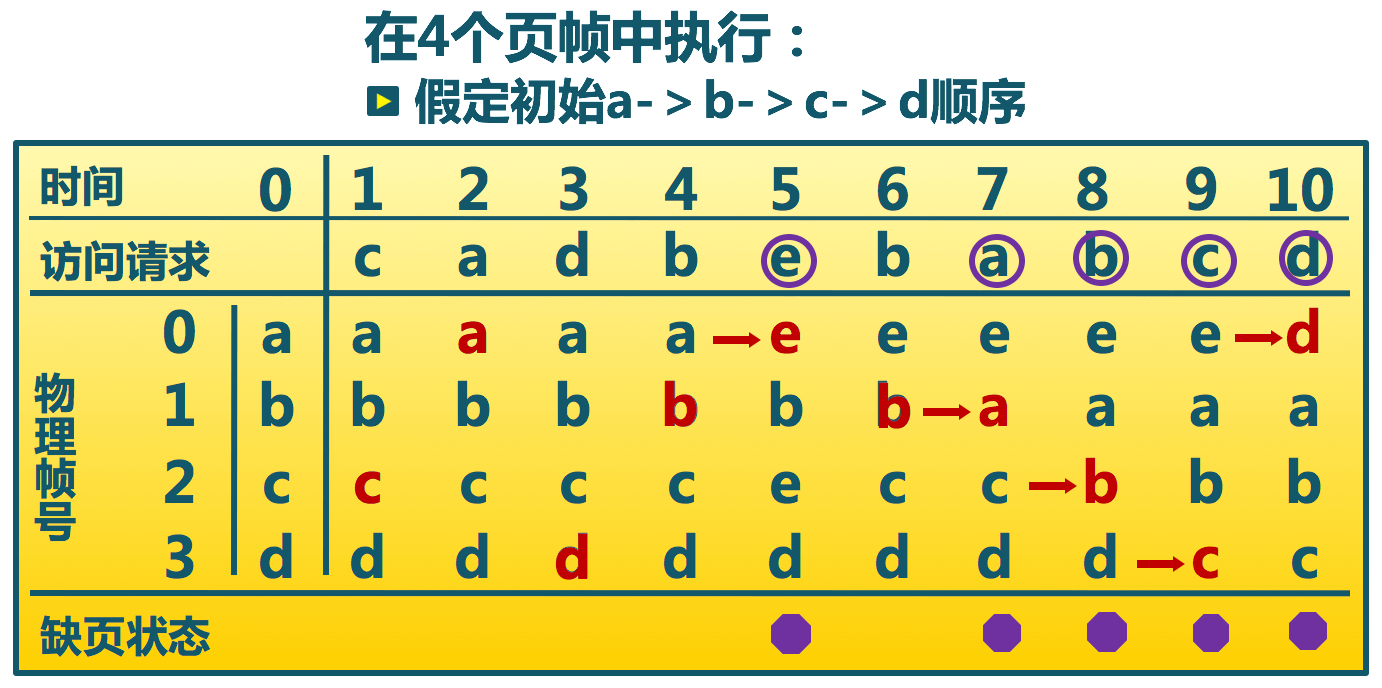 在4个页帧中执行：
假定初始a->b->c->d顺序
时间 0 1 2 3 4 5 6 7 8 9 10
访问请求 c a d b e b a b c d
物理帧号
0 a a a a a e e e e e d
1 b b b b b b b a a a a
2 c c c c c e c c b b b
3 d d d d d d d d d c c
缺页状态